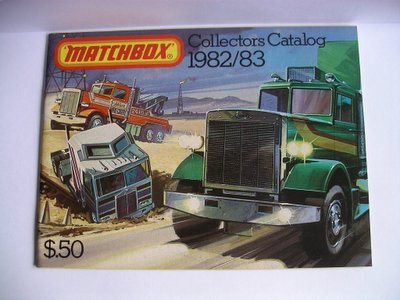 MATCHBOX®
Collectors Catalog
1982/83
$.50